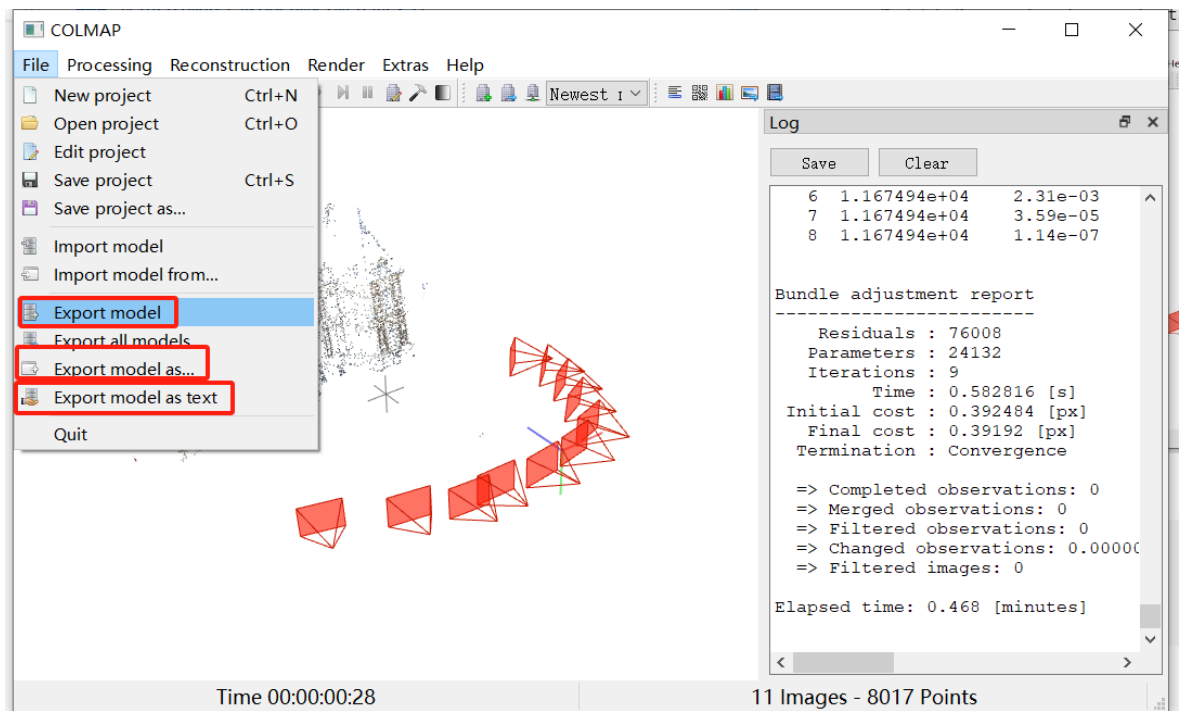 COLMAP
File Processing Reconstruction Render Extras Help
New project Ctrl+N
Open project Ctrl+O
Edit project
Save project Ctrl+S
Save project as...
Import model
Import model from...
Export model
Export all models
Export model as...
Export model as text
Quit
Log
Save Clear
6 1.167494e+04 2.31e-03
7 1.167494e+04 3.59e-05
8 1.167494e+04 1.14e-07
Bundle adjustment report
------------------------
Residuals : 76008
Parameters : 24132
Iterations : 9
Time : 0.582816 [s]
Initial cost : 0.392484 [px]
Final cost : 0.39192 [px]
Termination : Convergence
=> Completed observations: 0
=> Merged observations: 0
=> Filtered observations: 0
=> Changed observations: 0.00000
=> Filtered images: 0
Elapsed time: 0.468 [minutes]
Time 00:00:00:28
11 Images - 8017 Points